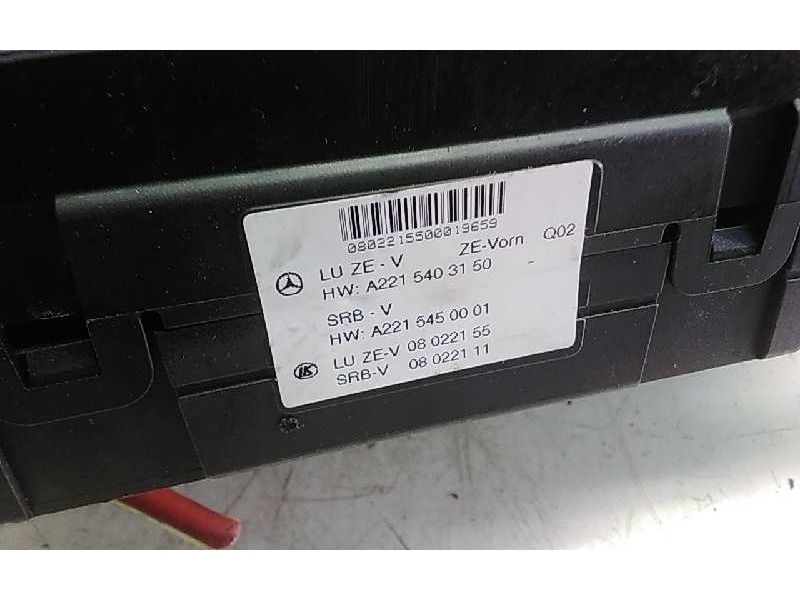 0802215500019659
LU ZE - V ZE-Vorn Q02
HW: A221 540 31 50
SRB - V
HW: A221 545 00 01
LK LU ZE-V 08 0221 55
SRB-V 08 0221 11